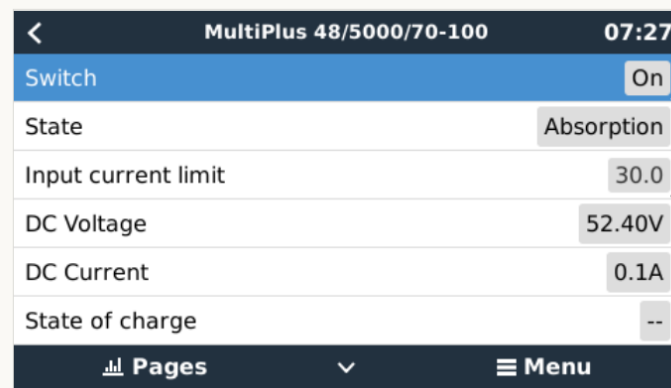 MultiPlus 48/5000/70-100 07:27
Switch On
State Absorption
Input current limit 30.0
DC Voltage 52.40V
DC Current 0.1A
State of charge --
Pages Menu